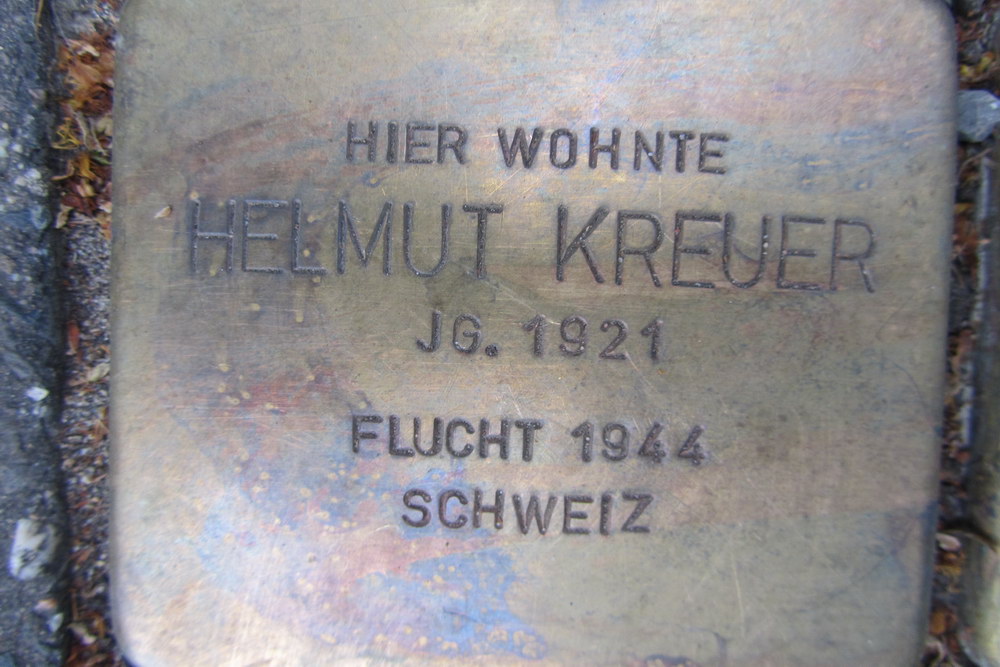 HIER WOHNTE
HELMUT KREUER
JG. 1921
FLUCHT 1944
SCHWEIZ